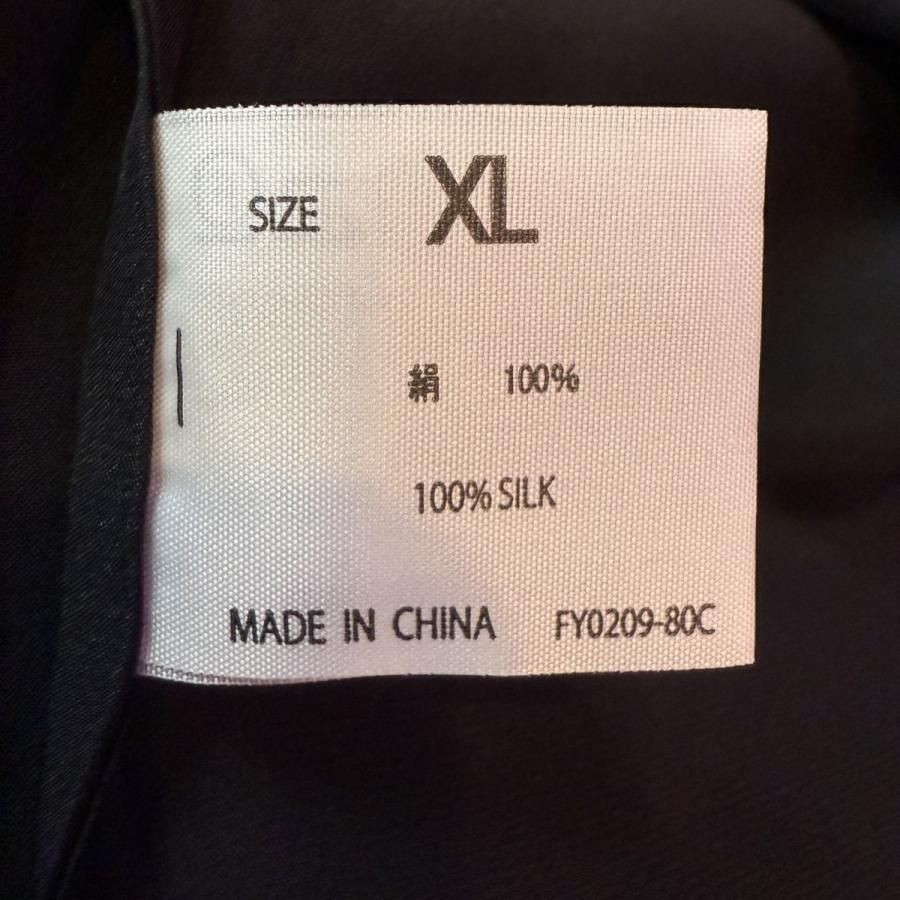 SIZE XL
絹 100%
100% SILK
MADE IN CHINA FY0209-80C